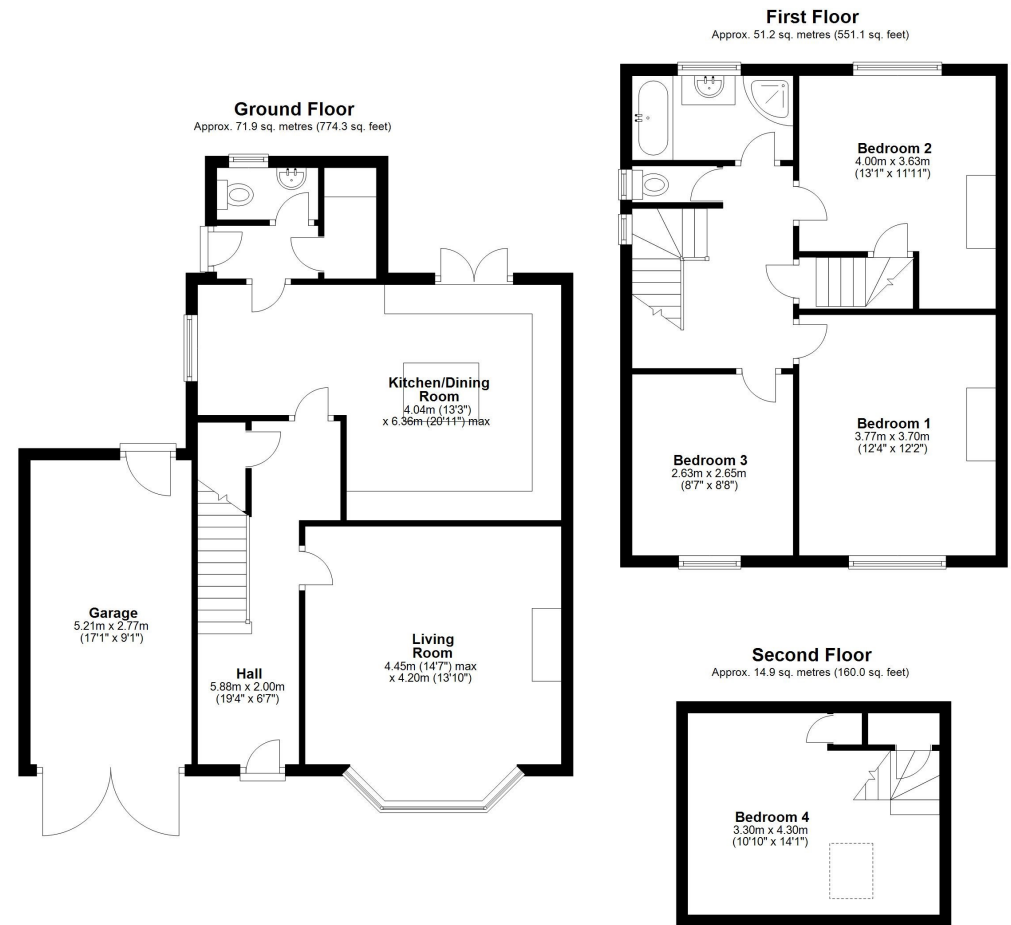 First Floor
Approx. 51.2 sq. metres (551.1 sq. feet)
Ground Floor
Approx. 71.9 sq. metres (774.3 sq. feet)
Bedroom 2
4.00m x 3.63m
(13'1" x 11'11")
Kitchen/Dining
Room
4.04m (13'3")
x 6.36m (20'11") max
Bedroom 1
3.77m x 3.70m
(12'4" x 12'2")
Bedroom 3
2.63m x 2.65m
(8'7" x 8'8")
Garage
5.21m x 2.77m
(17'1" x 9'1")
Living
Room
4.45m (14'7") max
x 4.20m (13'10")
Hall
5.88m x 2.00m
(19'4" x 6'7")
Second Floor
Approx. 14.9 sq. metres (160.0 sq. feet)
Bedroom 4
3.30m x 4.30m
(10'10" x 14'1")